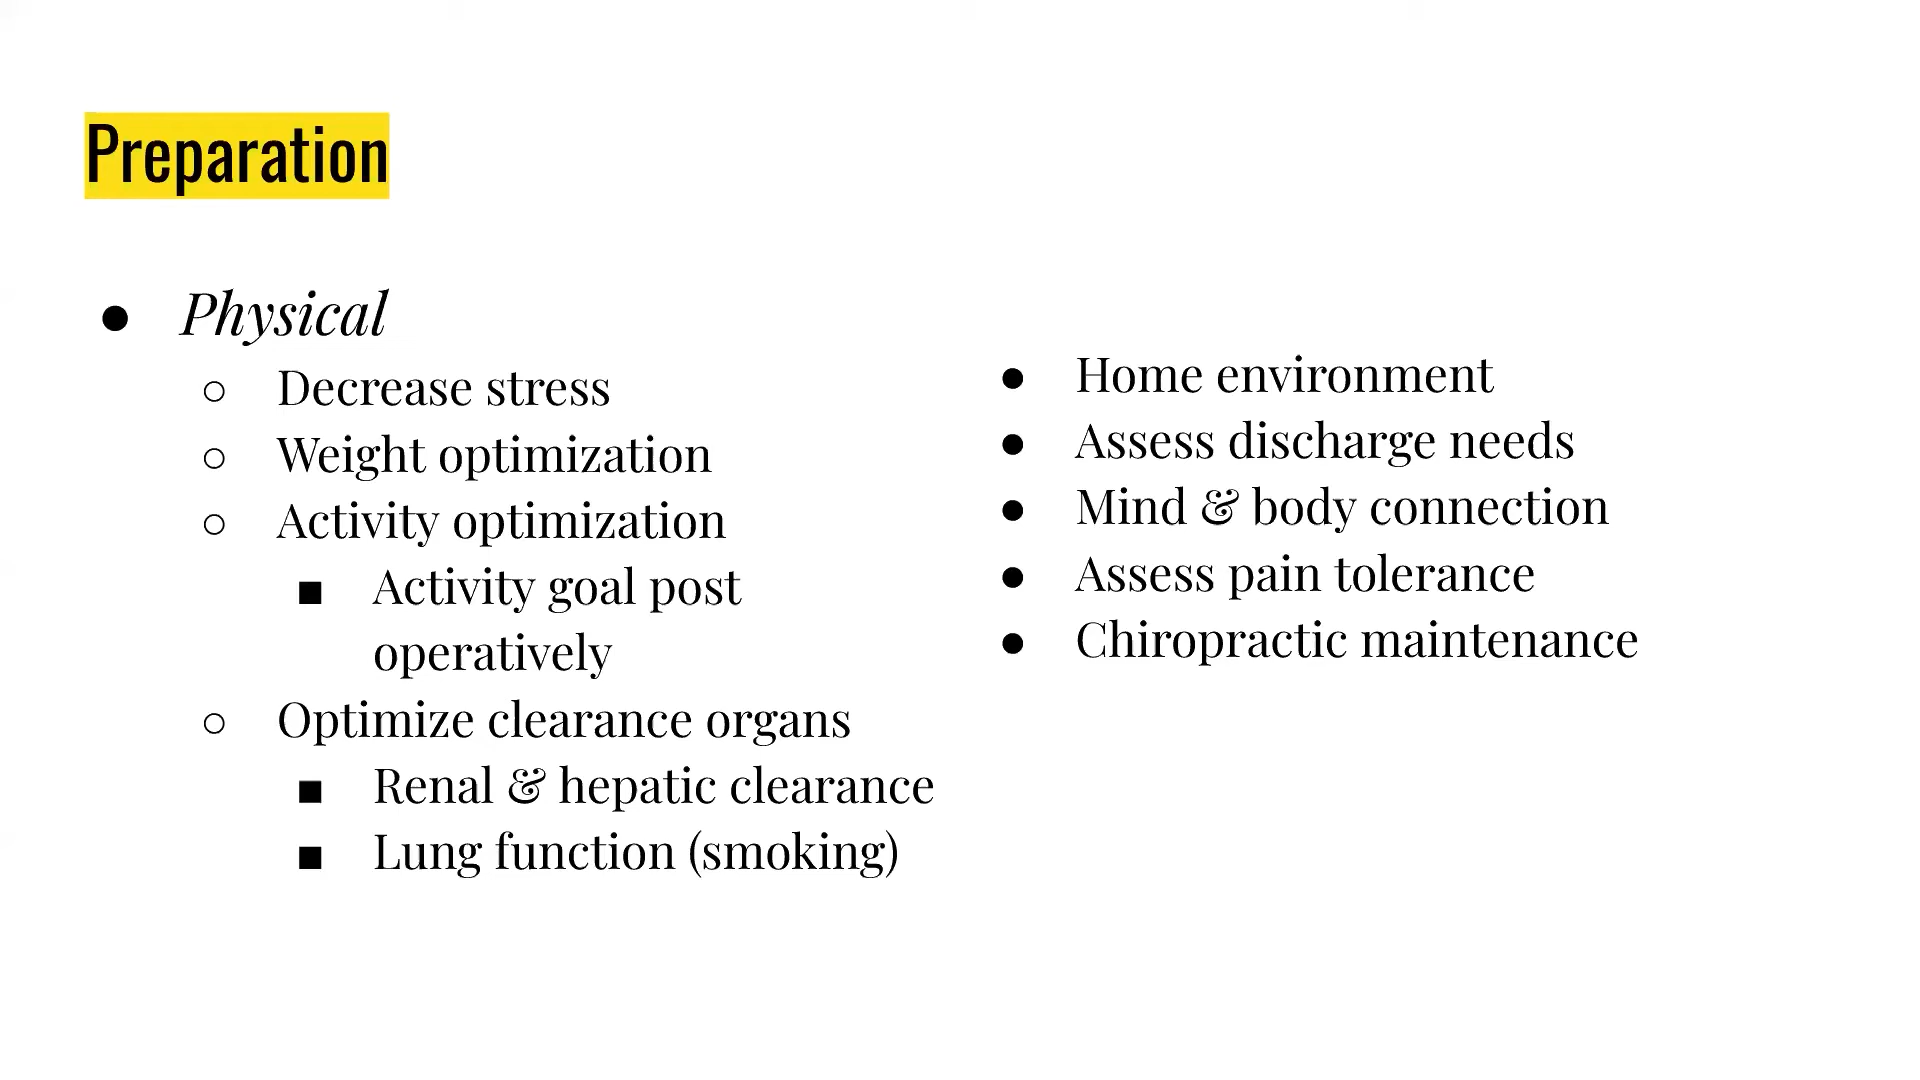 Preparation
● Physical
○ Decrease stress
○ Weight optimization
○ Activity optimization
■ Activity goal post
operatively
○ Optimize clearance organs
■ Renal & hepatic clearance
■ Lung function (smoking)
● Home environment
● Assess discharge needs
● Mind & body connection
● Assess pain tolerance
● Chiropractic maintenance